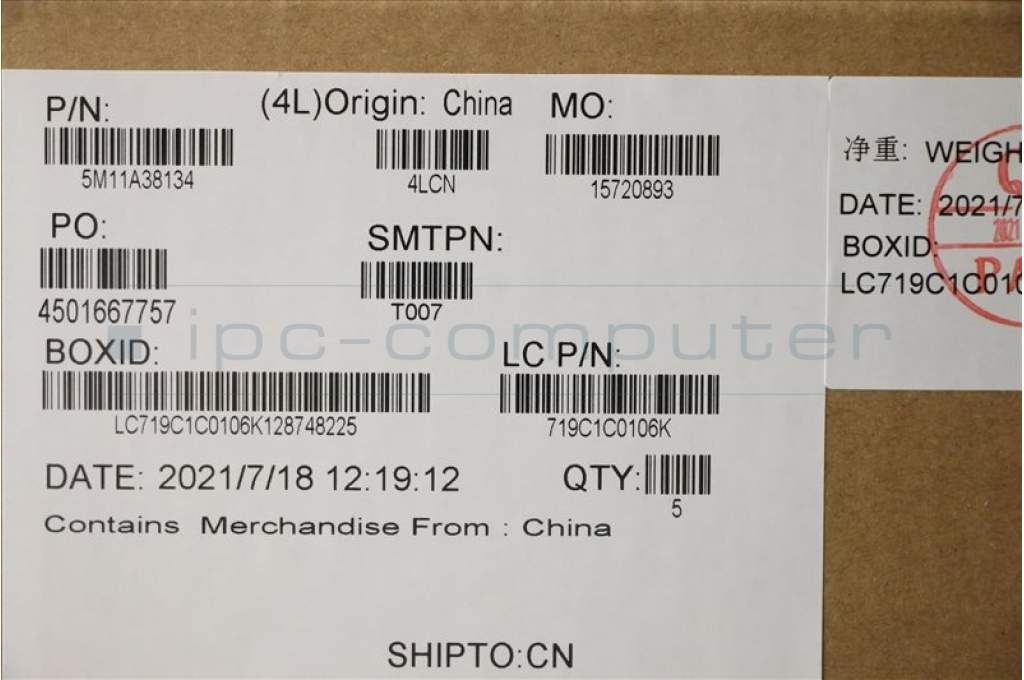 P/N: (4L)Origin: China MO:
5M11A38134 4LCN 15720893
PO: SMTPN:
4501667757 T007
BOXID: LC P/N:
LC719C1C0106K128748225 719C1C0106K
DATE: 2021/7/18 12:19:12 QTY:
5
Contains Merchandise From : China
SHIPTO:CN
净重: WEIGH
DATE: 2021/7
BOXID:
LC719C1C010
2021
ipc-computer